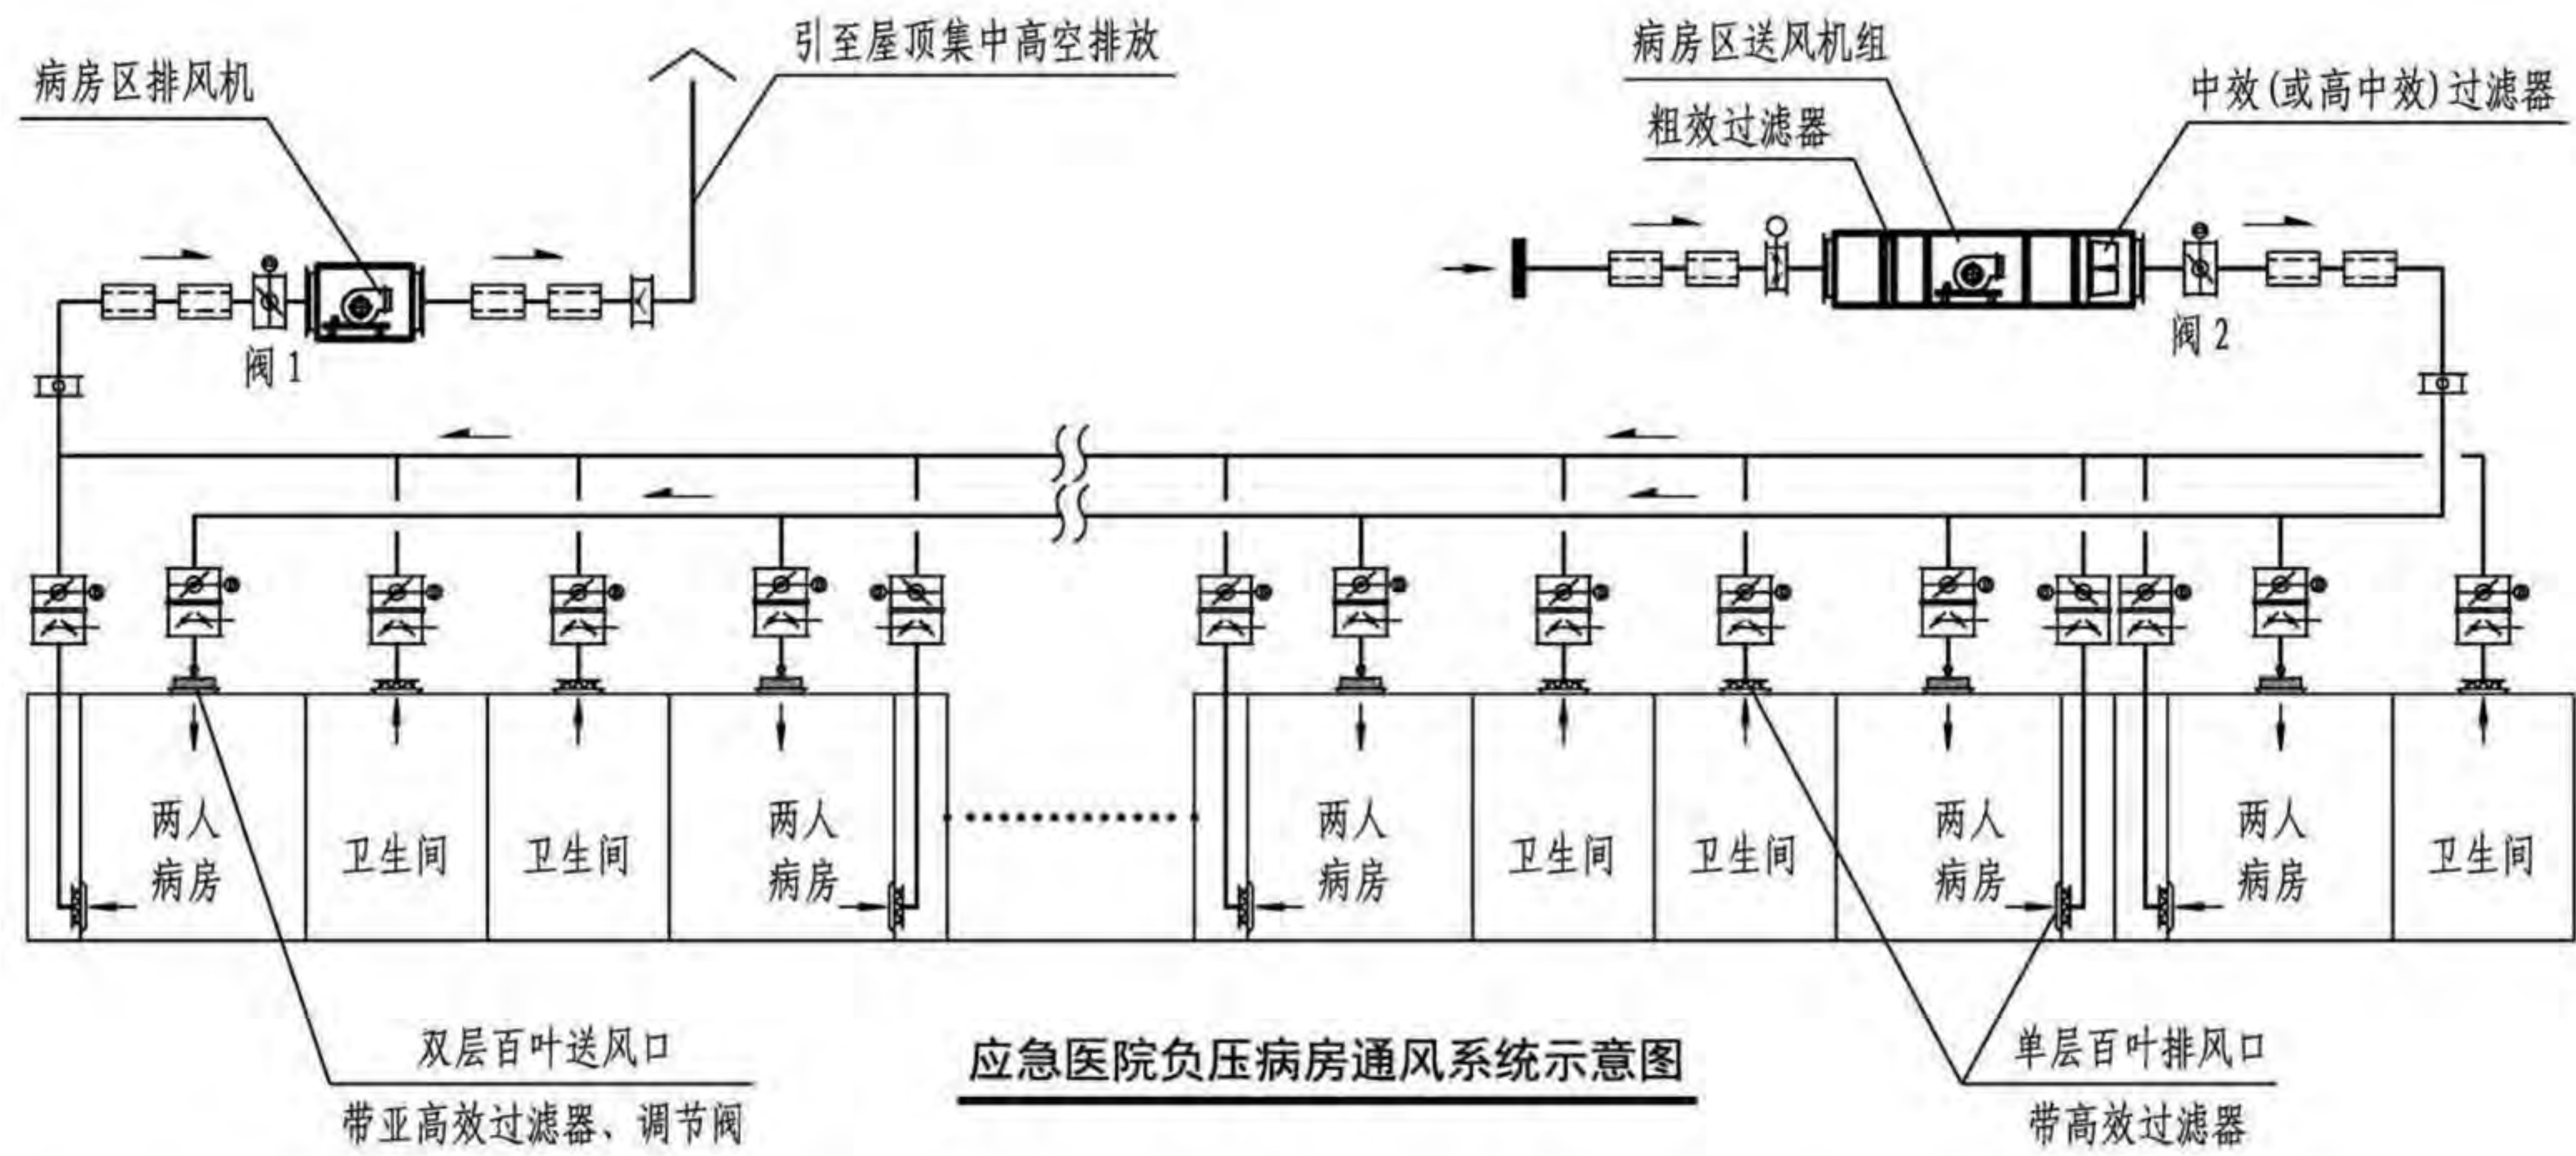 引至屋顶集中高空排放
病房区送风机组
病房区排风机
中效(或高中效)过滤器
粗效过滤器
阀1
阀2
两人
病房
卫生间
卫生间
两人
病房
两人
病房
卫生间
卫生间
两人
病房
两人
病房
卫生间
双层百叶送风口
带亚高效过滤器、调节阀
应急医院负压病房通风系统示意图
单层百叶排风口
带高效过滤器